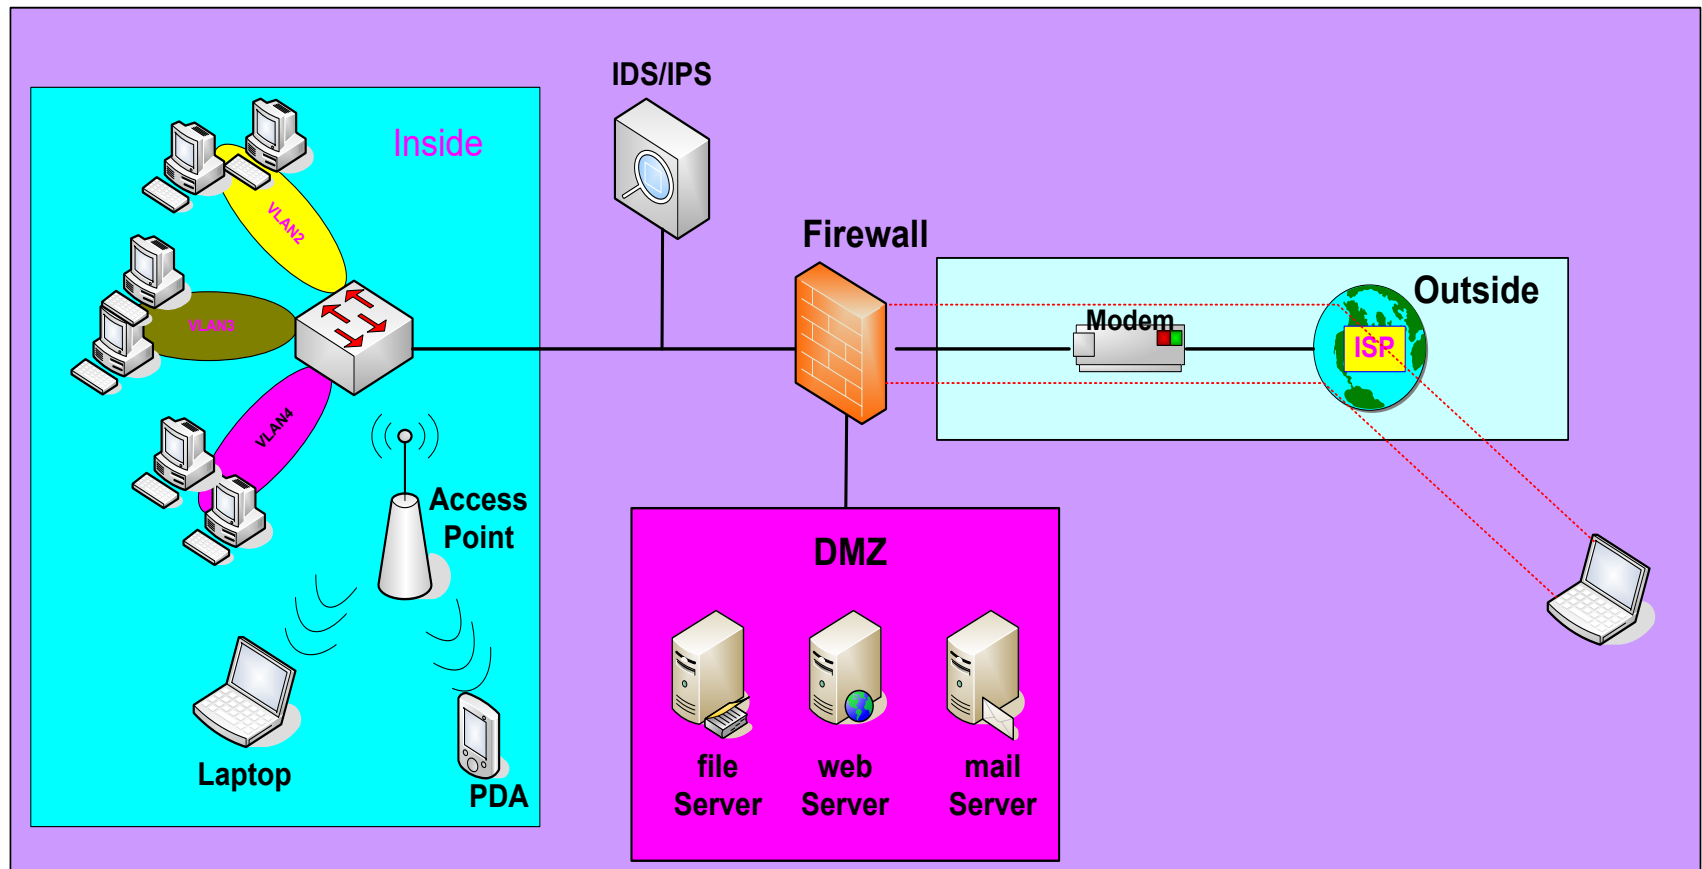 IDS/IPS
Inside
VLAN2
VLAN3
VLAN4
Firewall
Outside
Modem
ISP
Access
Point
DMZ
Laptop
PDA
file
Server
web
Server
mail
Server